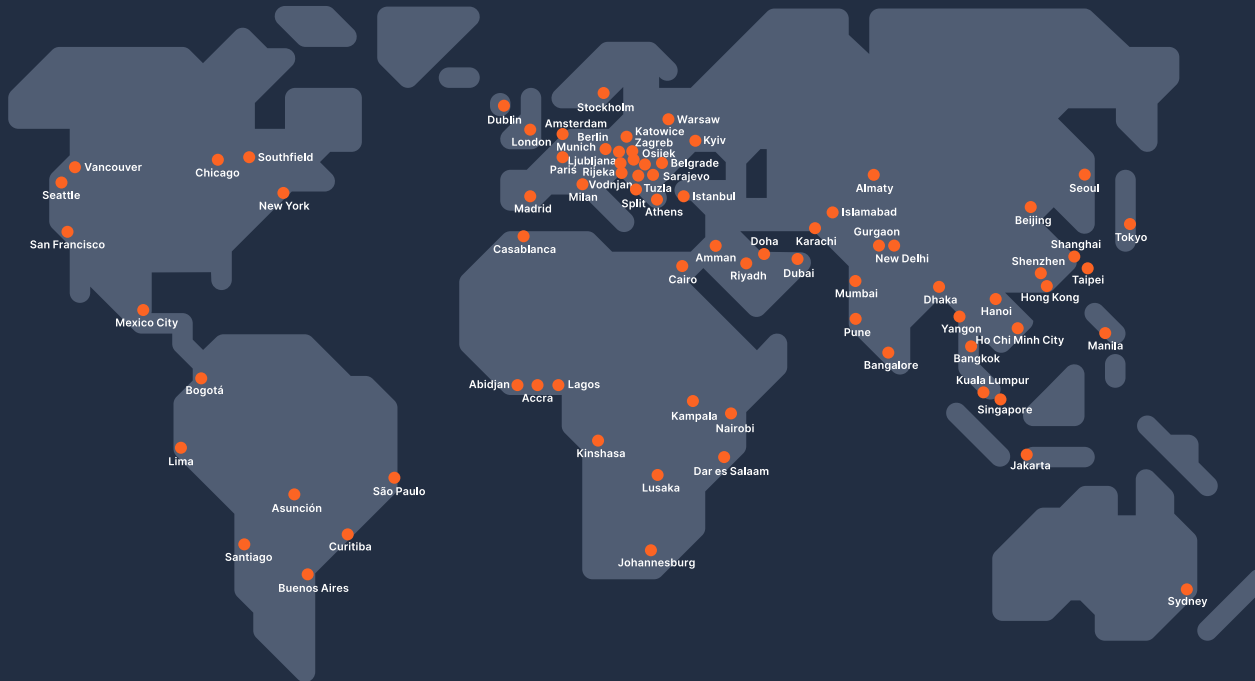 Stockholm
Dublin
Warsaw
Amsterdam
London
Berlin
Katowice
Zagreb
Kyiv
Munich
Osijek
Southfield
Ljubljana
Belgrade
Vancouver
Chicago
Paris
Rijeka
Sarajevo
Vodnjan
Tuzla
Almaty
Seoul
Seattle
Milan
Istanbul
New York
Madrid
Split
Athens
Islamabad
Beijing
San Francisco
Casablanca
Doha
Karachi
Gurgaon
Tokyo
Shanghai
Amman
New Delhi
Cairo
Riyadh
Dubai
Shenzhen
Taipei
Mumbai
Dhaka
Hong Kong
Hanoi
Mexico City
Pune
Yangon
Ho Chi Minh City
Manila
Bangkok
Bangalore
Kuala Lumpur
Bogotá
Abidjan
Lagos
Accra
Singapore
Kampala
Nairobi
Lima
Kinshasa
Jakarta
Dar es Salaam
São Paulo
Lusaka
Asunción
Curitiba
Santiago
Johannesburg
Buenos Aires
Sydney